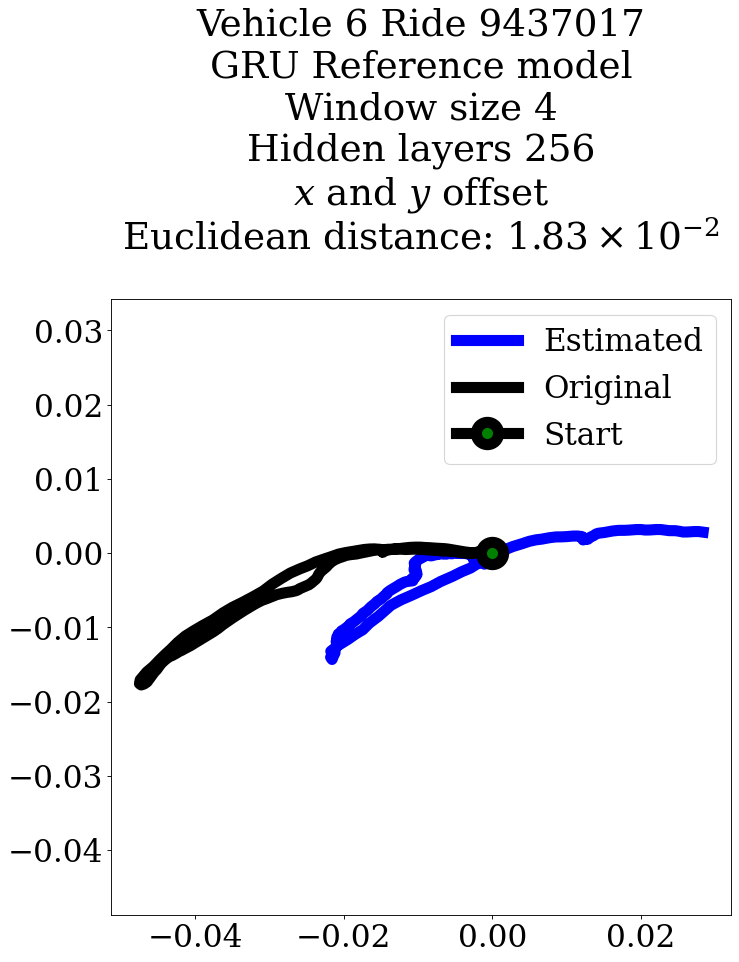 Vehicle 6 Ride 9437017
GRU Reference model
Window size 4
Hidden layers 256
x and y offset
Euclidean distance: 1.83 × 10⁻²
Estimated
Original
Start
0.03
0.02
0.01
0.00
−0.01
−0.02
−0.03
−0.04
−0.04 −0.02 0.00 0.02